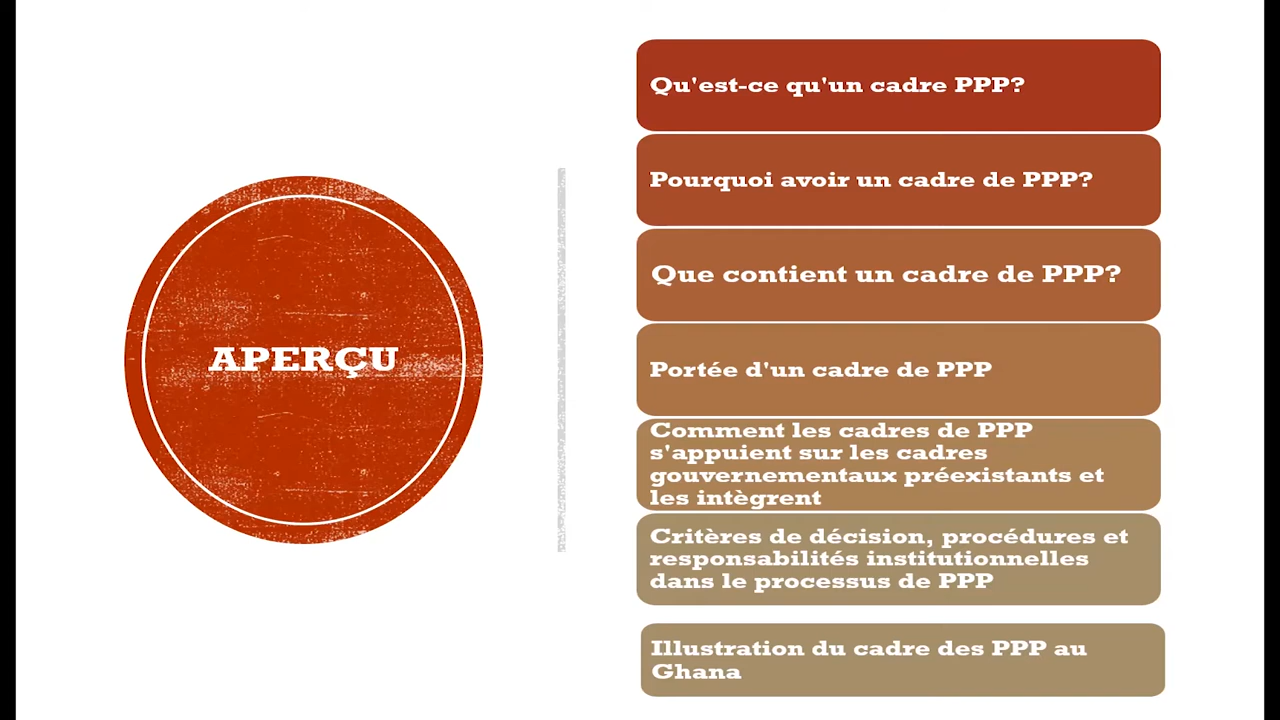 APERÇU
Qu'est-ce qu'un cadre PPP?
Pourquoi avoir un cadre de PPP?
Que contient un cadre de PPP?
Portée d'un cadre de PPP
Comment les cadres de PPP
s'appuient sur les cadres
gouvernementaux préexistants et
les intègrent
Critères de décision, procédures et
responsabilités institutionnelles
dans le processus de PPP
Illustration du cadre des PPP au
Ghana